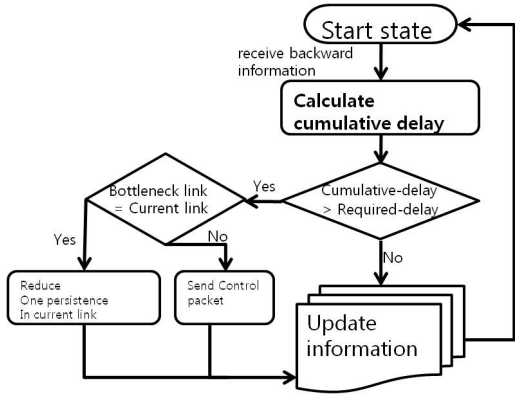 Start state
receive backward
information
Calculate
cumulative delay
Cumulative-delay
> Required-delay
Yes
Bottleneck link
= Current link
Yes
No
No
Reduce
One persistence
In current link
Send Control
packet
Update
information